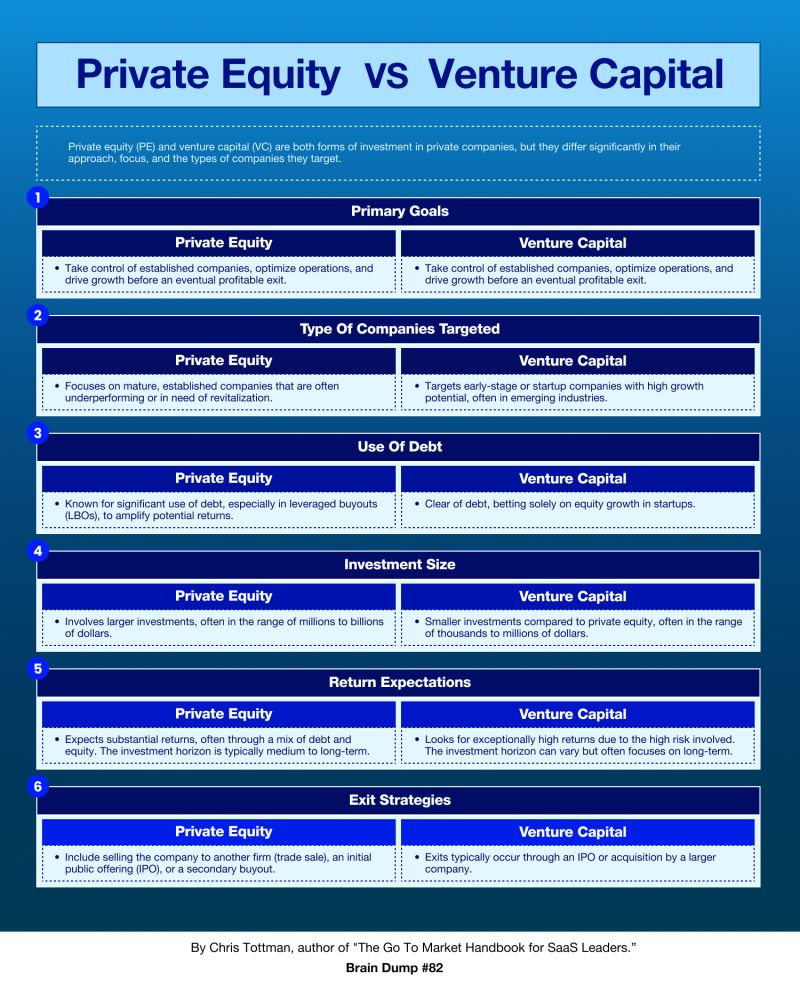 Private Equity VS Venture Capital
Private equity (PE) and venture capital (VC) are both forms of investment in private companies, but they differ significantly in their
approach, focus, and the types of companies they target.
1
Primary Goals
Private Equity
• Take control of established companies, optimize operations, and
drive growth before an eventual profitable exit.
Venture Capital
• Take control of established companies, optimize operations, and
drive growth before an eventual profitable exit.
2
Type Of Companies Targeted
Private Equity
• Focuses on mature, established companies that are often
underperforming or in need of revitalization.
Venture Capital
• Targets early-stage or startup companies with high growth
potential, often in emerging industries.
3
Use Of Debt
Private Equity
• Known for significant use of debt, especially in leveraged buyouts
(LBOs), to amplify potential returns.
Venture Capital
• Clear of debt, betting solely on equity growth in startups.
4
Investment Size
Private Equity
• Involves larger investments, often in the range of millions to billions
of dollars.
Venture Capital
• Smaller investments compared to private equity, often in the range
of thousands to millions of dollars.
5
Return Expectations
Private Equity
• Expects substantial returns, often through a mix of debt and
equity. The investment horizon is typically medium to long-term.
Venture Capital
• Looks for exceptionally high returns due to the high risk involved.
The investment horizon can vary but often focuses on long-term.
6
Exit Strategies
Private Equity
• Include selling the company to another firm (trade sale), an initial
public offering (IPO), or a secondary buyout.
Venture Capital
• Exits typically occur through an IPO or acquisition by a larger
company.
By Chris Tottman, author of "The Go To Market Handbook for SaaS Leaders."
Brain Dump #82